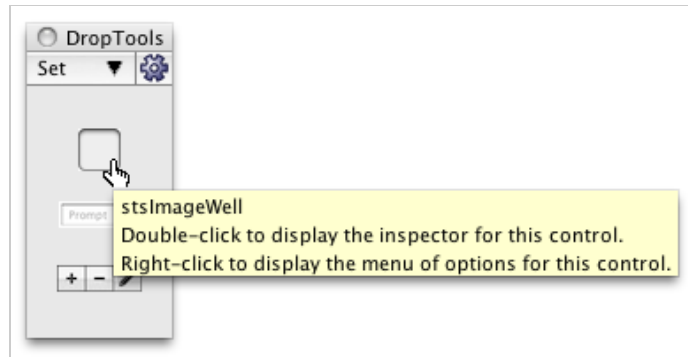 DropTools
Set
Prompt
stsImageWell
Double-click to display the inspector for this control.
Right-click to display the menu of options for this control.
+ -